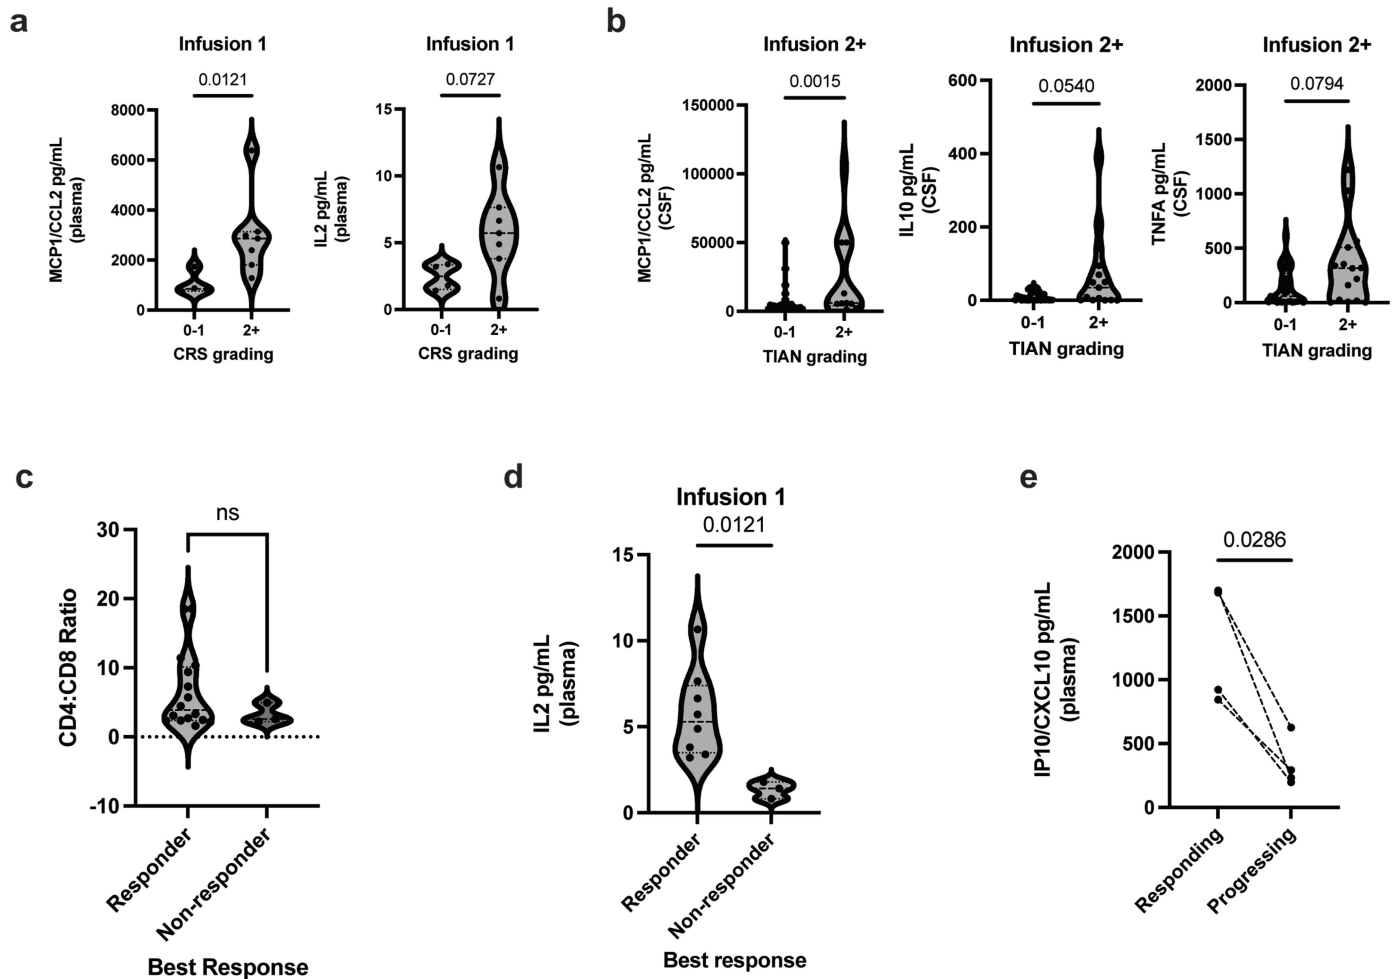 a
Infusion 1
0.0121
8000
6000
4000
2000
0
MCP1/CCL2 pg/mL
(plasma)
0-1
2+
CRS grading
Infusion 1
0.0727
15
10
5
0
IL2 pg/mL
(plasma)
0-1
2+
CRS grading
b
Infusion 2+
0.0015
150000
100000
50000
0
MCP1/CCL2 pg/mL
(CSF)
0-1
2+
TIAN grading
Infusion 2+
0.0540
600
400
200
0
IL10 pg/mL
(CSF)
0-1
2+
TIAN grading
Infusion 2+
0.0794
2000
1500
1000
500
0
TNFA pg/mL
(CSF)
0-1
2+
TIAN grading
c
ns
30
20
10
0
-10
CD4:CD8 Ratio
Responder
Non-responder
Best Response
d
Infusion 1
0.0121
15
10
5
0
IL2 pg/mL
(plasma)
Responder
Non-responder
Best response
e
0.0286
2000
1500
1000
500
0
IP10/CXCL10 pg/mL
(plasma)
Responding
Progressing